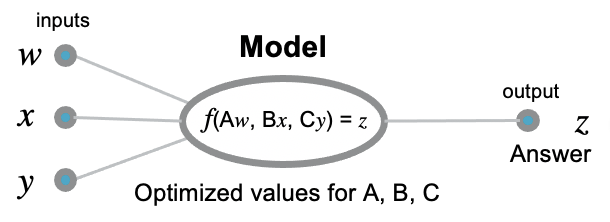 inputs
w
Model
x
f(Aw, Bx, Cy) = z
output
z
Answer
y
Optimized values for A, B, C